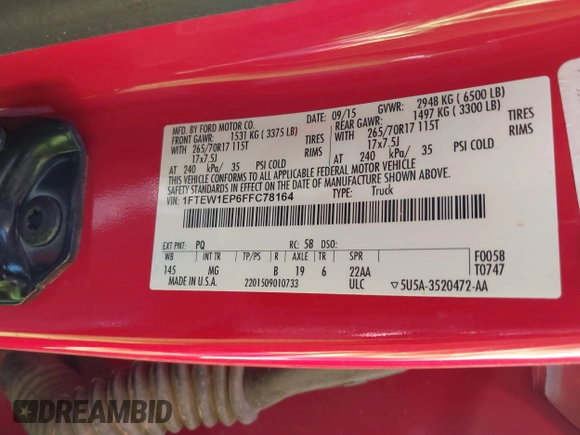 MFD. BY FORD MOTOR CO.
DATE: 09/15 GVWR: 2948 KG ( 6500 LB)
FRONT GAWR: 1531 KG ( 3375 LB) REAR GAWR: 1497 KG ( 3300 LB)
WITH 265/70R17 115T TIRES WITH 265/70R17 115T TIRES
17x7.5J RIMS 17x7.5J RIMS
AT 240 kPa/ 35 PSI COLD AT 240 kPa/ 35 PSI COLD
THIS VEHICLE CONFORMS TO ALL APPLICABLE FEDERAL MOTOR VEHICLE
SAFETY STANDARDS IN EFFECT ON THE DATE OF MANUFACTURE SHOWN ABOVE.
VIN: 1FTEW1EP6FFC78164 TYPE: Truck
EXT PNT: PQ RC: 58 DSO:
WB INT TR TP/PS R AXLE TR SPR F0058
145 MG B 19 6 22AA T0747
MADE IN U.S.A. 2201509010733 ULC 5U5A-3520472-AA
DREAMBID